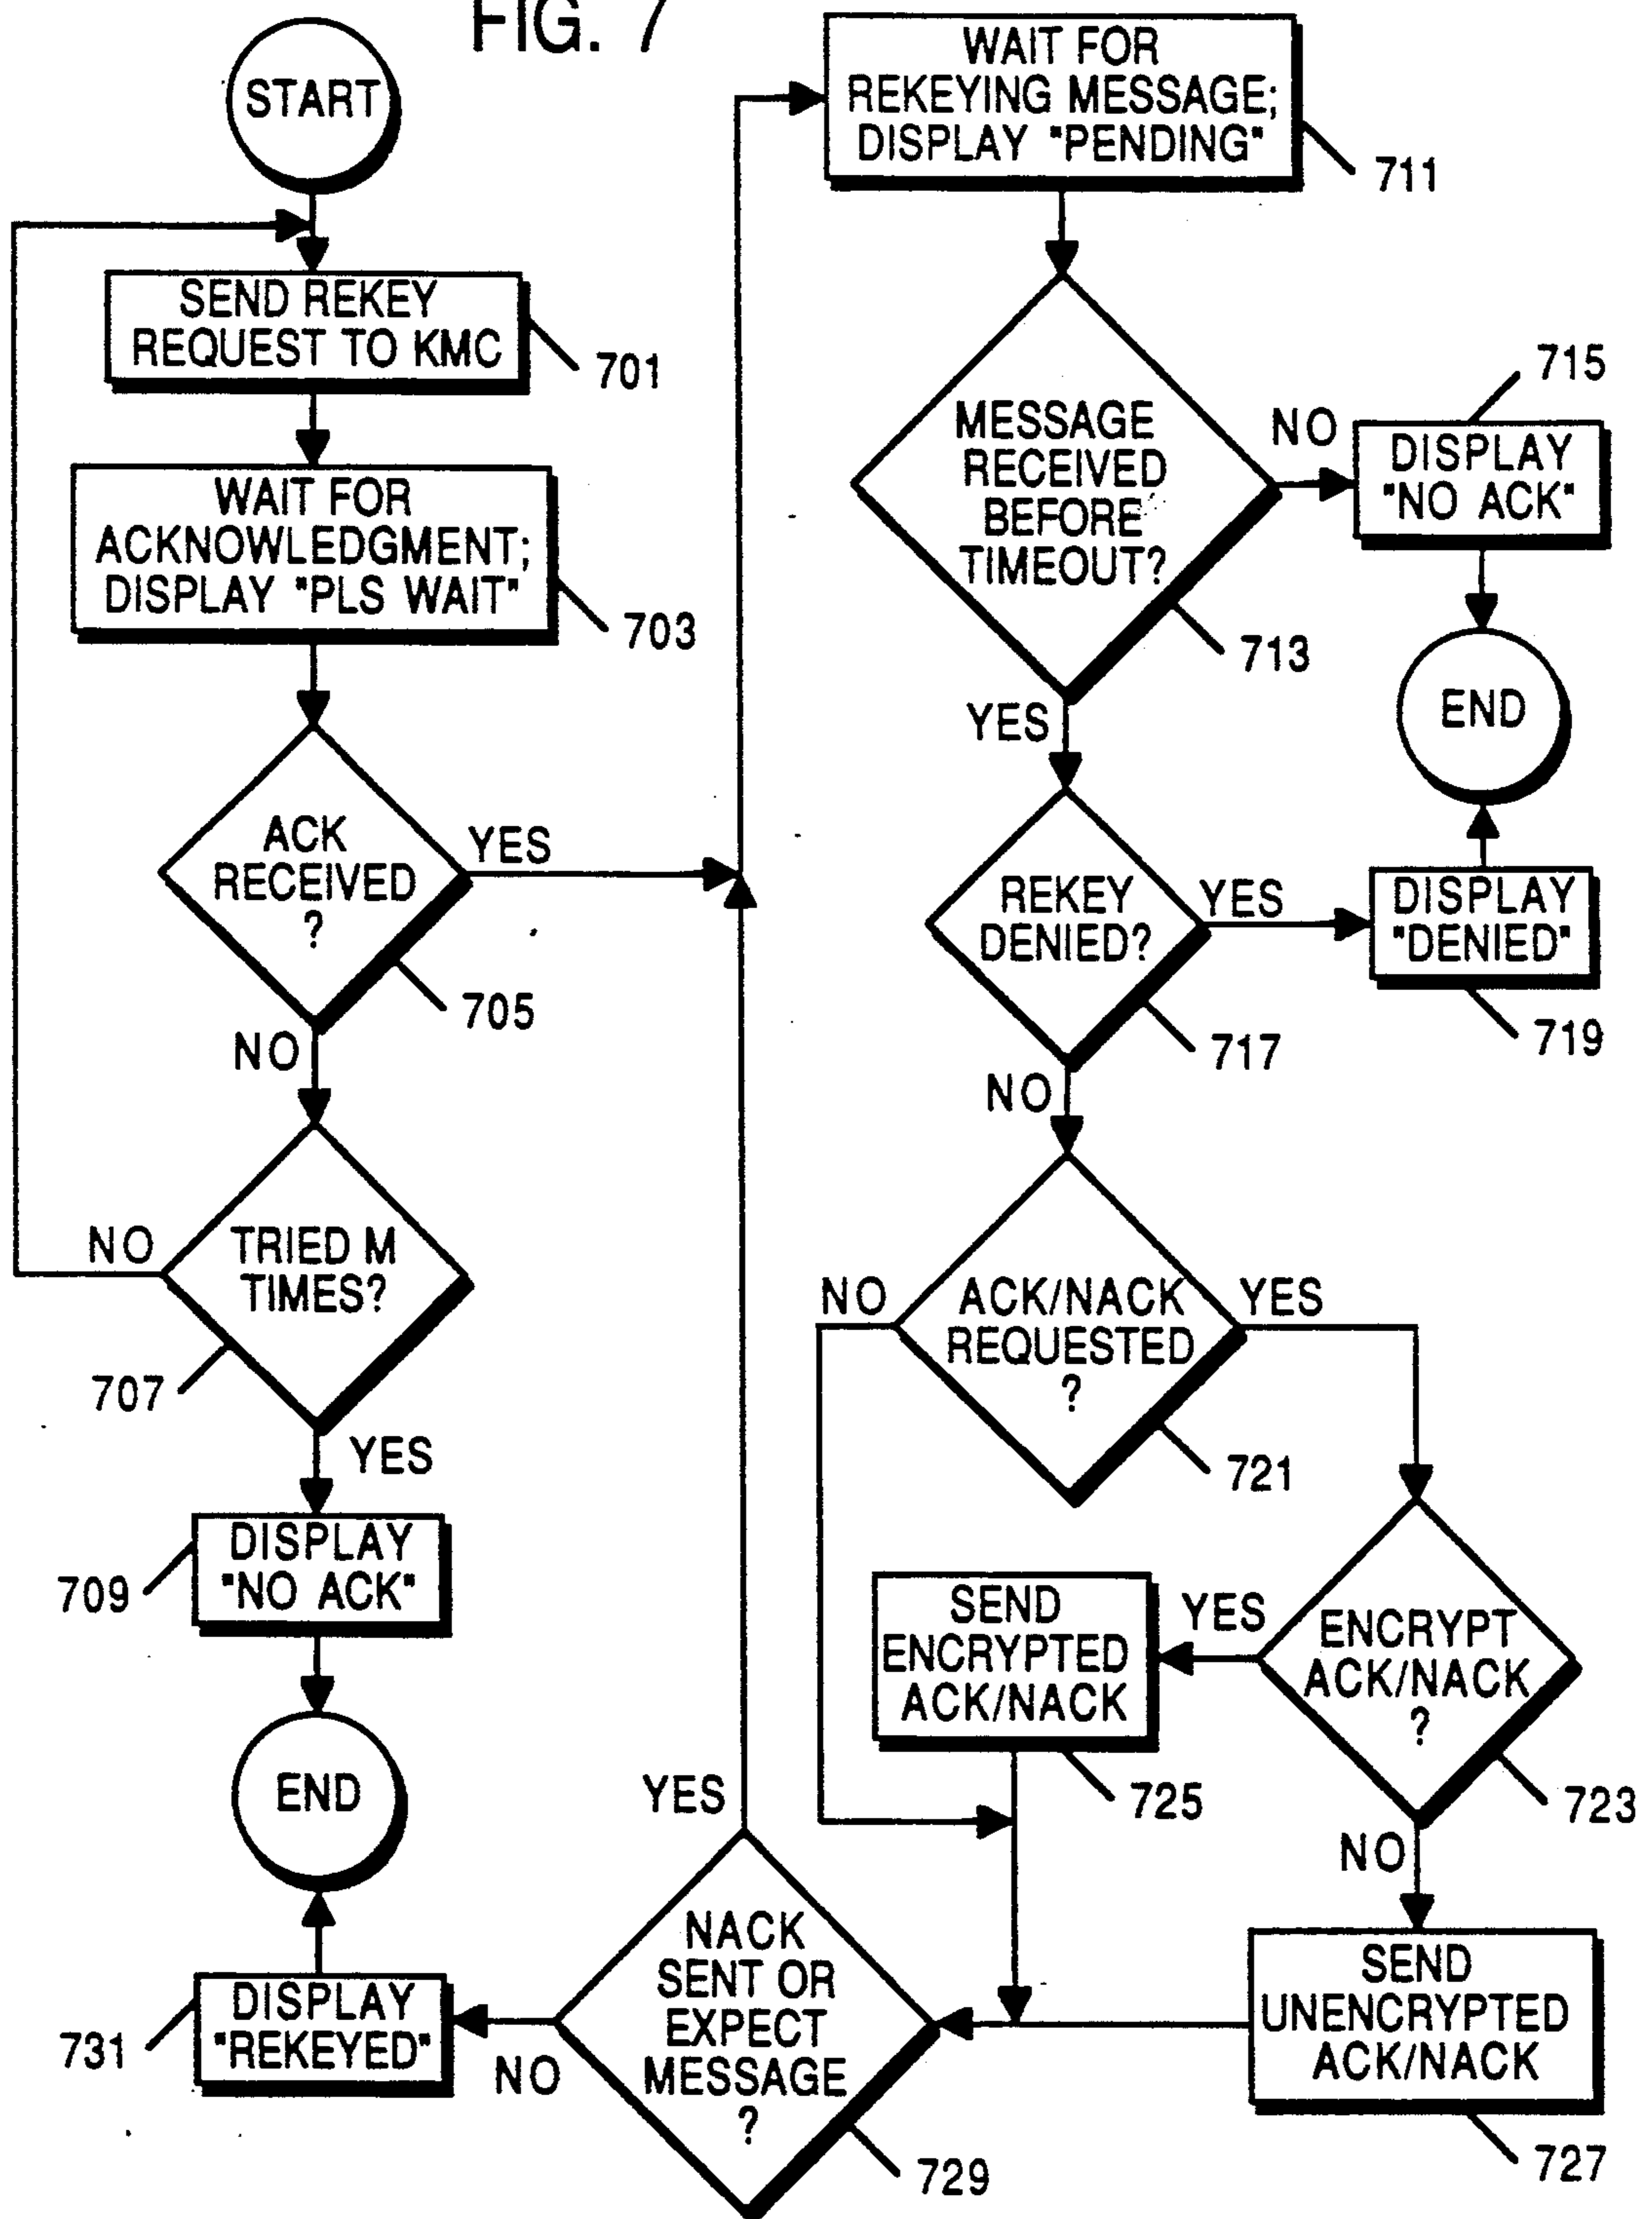 FIG. 7
START
SEND REKEY
REQUEST TO KMC
701
WAIT FOR
ACKNOWLEDGMENT;
DISPLAY "PLS WAIT"
703
ACK
RECEIVED
?
YES
705
NO
TRIED M
TIMES?
NO
707
YES
DISPLAY
"NO ACK"
709
END
DISPLAY
"REKEYED"
731
WAIT FOR
REKEYING MESSAGE;
DISPLAY "PENDING"
711
MESSAGE
RECEIVED
BEFORE
TIMEOUT?
NO
713
715
DISPLAY
"NO ACK"
END
YES
REKEY
DENIED?
YES
717
DISPLAY
"DENIED"
719
NO
ACK/NACK
REQUESTED
?
NO
YES
721
ENCRYPT
ACK/NACK
?
YES
723
SEND
ENCRYPTED
ACK/NACK
725
NO
SEND
UNENCRYPTED
ACK/NACK
727
NACK
SENT OR
EXPECT
MESSAGE
?
YES
NO
729